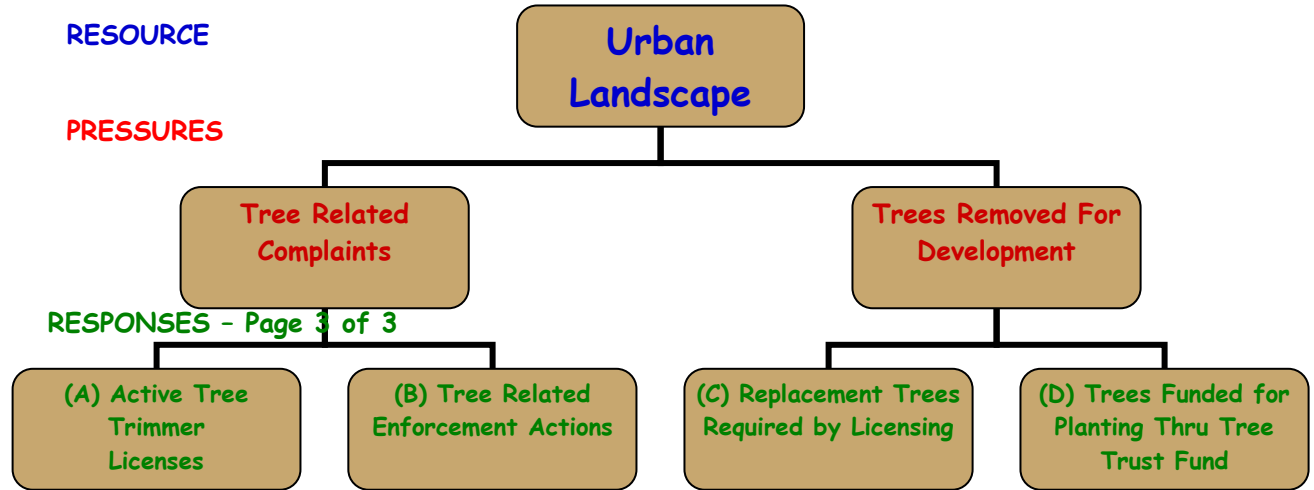 RESOURCE
Urban
Landscape
PRESSURES
Tree Related
Complaints
Trees Removed For
Development
RESPONSES – Page 3 of 3
(A) Active Tree
Trimmer
Licenses
(B) Tree Related
Enforcement Actions
(C) Replacement Trees
Required by Licensing
(D) Trees Funded for
Planting Thru Tree
Trust Fund